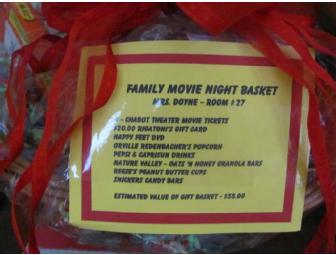 FAMILY MOVIE NIGHT BASKET
MRS. DOYNE - ROOM #27
- CHABOT THEATER MOVIE TICKETS
$20.00 RIGATONI'S GIFT CARD
HAPPY FEET DVD
ORVILLE REDENBACHER'S POPCORN
PEPSI & CAPRISUN DRINKS
NATURE VALLEY - OATS 'N HONEY GRANOLA BARS
REESE'S PEANUT BUTTER CUPS
SNICKERS CANDY BARS
ESTIMATED VALUE OF GIFT BASKET - $55.00